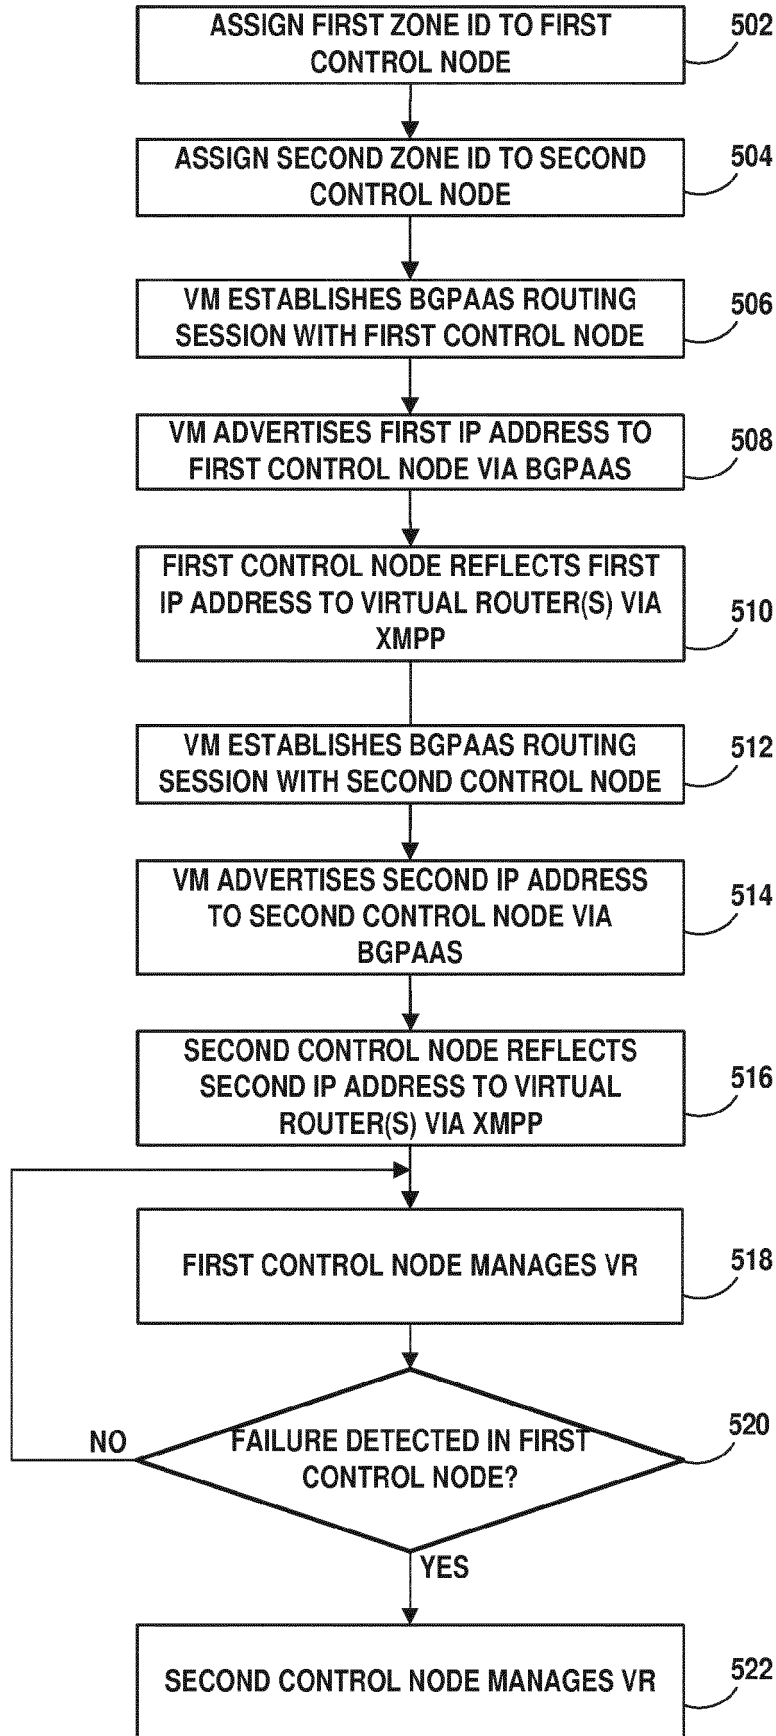 ASSIGN FIRST ZONE ID TO FIRST
CONTROL NODE
502
ASSIGN SECOND ZONE ID TO SECOND
CONTROL NODE
504
VM ESTABLISHES BGPAAS ROUTING
SESSION WITH FIRST CONTROL NODE
506
VM ADVERTISES FIRST IP ADDRESS TO
FIRST CONTROL NODE VIA BGPAAS
508
FIRST CONTROL NODE REFLECTS FIRST
IP ADDRESS TO VIRTUAL ROUTER(S) VIA
XMPP
510
VM ESTABLISHES BGPAAS ROUTING
SESSION WITH SECOND CONTROL NODE
512
VM ADVERTISES SECOND IP ADDRESS
TO SECOND CONTROL NODE VIA
BGPAAS
514
SECOND CONTROL NODE REFLECTS
SECOND IP ADDRESS TO VIRTUAL
ROUTER(S) VIA XMPP
516
FIRST CONTROL NODE MANAGES VR
518
FAILURE DETECTED IN FIRST
CONTROL NODE?
520
NO
YES
SECOND CONTROL NODE MANAGES VR
522